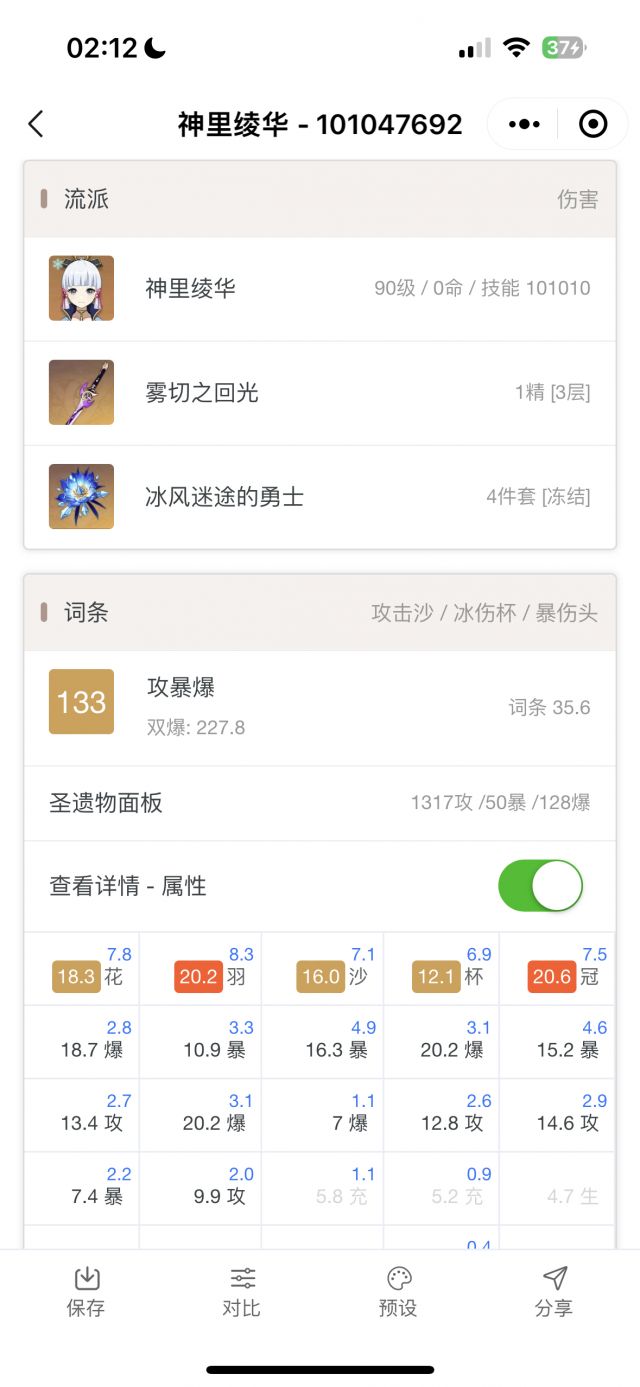 02:12
37
神里绫华 - 101047692
流派 伤害
神里绫华 90级 / 0命 / 技能 101010
雾切之回光 1精 [3层]
冰风迷途的勇士 4件套 [冻结]
词条 攻击沙 / 冰伤杯 / 暴伤头
133 攻暴爆 词条 35.6
双爆: 227.8
圣遗物面板 1317攻 /50暴 /128爆
查看详情 - 属性
7.8 8.3 7.1 6.9 7.5
18.3 花 20.2 羽 16.0 沙 12.1 杯 20.6 冠
2.8 3.3 4.9 3.1 4.6
18.7 爆 10.9 暴 16.3 暴 20.2 爆 15.2 暴
2.7 3.1 1.1 2.6 2.9
13.4 攻 20.2 爆 7 爆 12.8 攻 14.6 攻
2.2 2.0 1.1 0.9
7.4 暴 9.9 攻 5.8 充 5.2 充 4.7 生
0.4
保存 对比 预设 分享